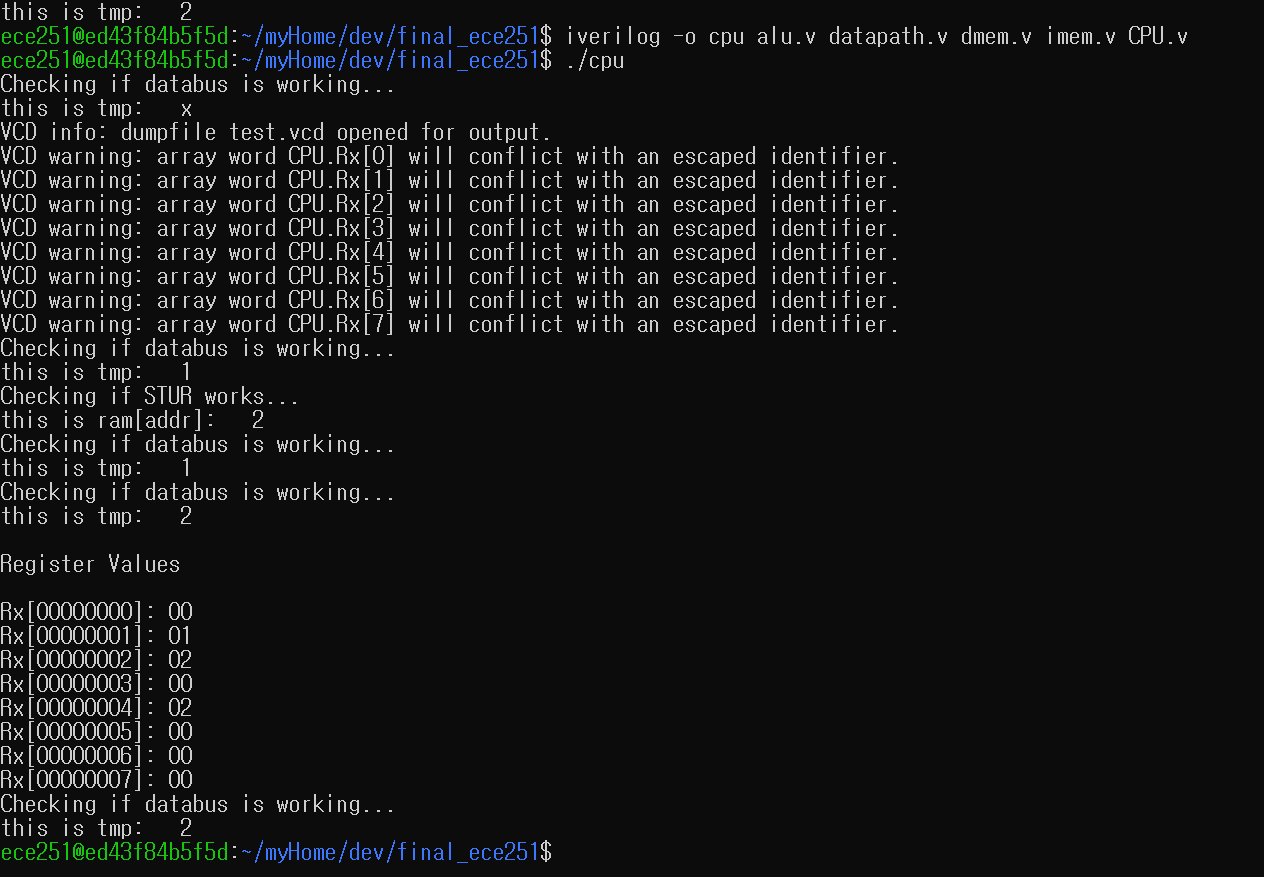 this is tmp:   2
ece251@ed43f84b5f5d:~/myHome/dev/final_ece251$ iverilog -o cpu alu.v datapath.v dmem.v imem.v CPU.v
ece251@ed43f84b5f5d:~/myHome/dev/final_ece251$ ./cpu
Checking if databus is working...
this is tmp:   x
VCD info: dumpfile test.vcd opened for output.
VCD warning: array word CPU.Rx[0] will conflict with an escaped identifier.
VCD warning: array word CPU.Rx[1] will conflict with an escaped identifier.
VCD warning: array word CPU.Rx[2] will conflict with an escaped identifier.
VCD warning: array word CPU.Rx[3] will conflict with an escaped identifier.
VCD warning: array word CPU.Rx[4] will conflict with an escaped identifier.
VCD warning: array word CPU.Rx[5] will conflict with an escaped identifier.
VCD warning: array word CPU.Rx[6] will conflict with an escaped identifier.
VCD warning: array word CPU.Rx[7] will conflict with an escaped identifier.
Checking if databus is working...
this is tmp:   1
Checking if STUR works...
this is ram[addr]:   2
Checking if databus is working...
this is tmp:   1
Checking if databus is working...
this is tmp:   2
Register Values
Rx[00000000]: 00
Rx[00000001]: 01
Rx[00000002]: 02
Rx[00000003]: 00
Rx[00000004]: 02
Rx[00000005]: 00
Rx[00000006]: 00
Rx[00000007]: 00
Checking if databus is working...
this is tmp:   2
ece251@ed43f84b5f5d:~/myHome/dev/final_ece251$